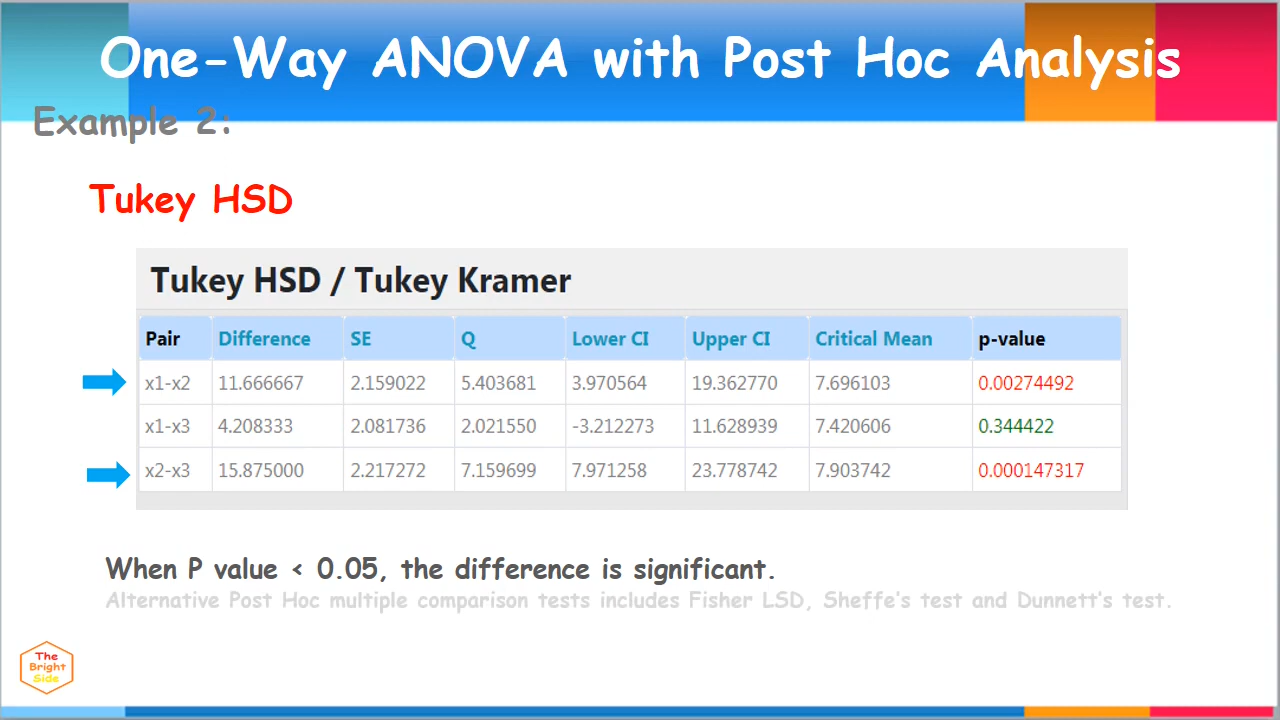 One-Way ANOVA with Post Hoc Analysis
Example 2:
Tukey HSD
Tukey HSD / Tukey Kramer
Pair Difference SE Q Lower CI Upper CI Critical Mean p-value
x1-x2 11.666667 2.159022 5.403681 3.970564 19.362770 7.696103 0.00274492
x1-x3 4.208333 2.081736 2.021550 -3.212273 11.628939 7.420606 0.344422
x2-x3 15.875000 2.217272 7.159699 7.971258 23.778742 7.903742 0.000147317
When P value < 0.05, the difference is significant.
Alternative Post Hoc multiple comparison tests includes Fisher LSD, Sheffe's test and Dunnett's test.
The
Bright
Side